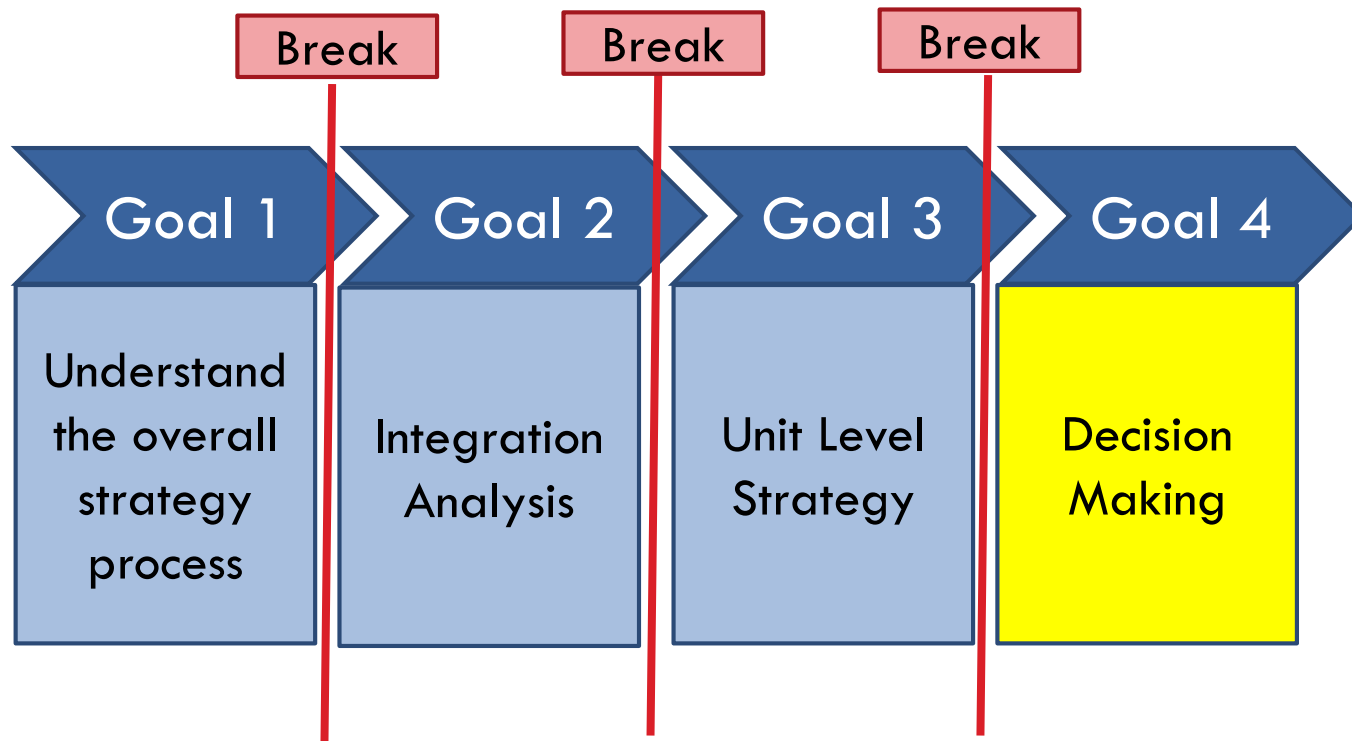 Break
Break
Break
Goal 1
Goal 2
Goal 3
Goal 4
Understand
the overall
strategy
process
Integration
Analysis
Unit Level
Strategy
Decision
Making